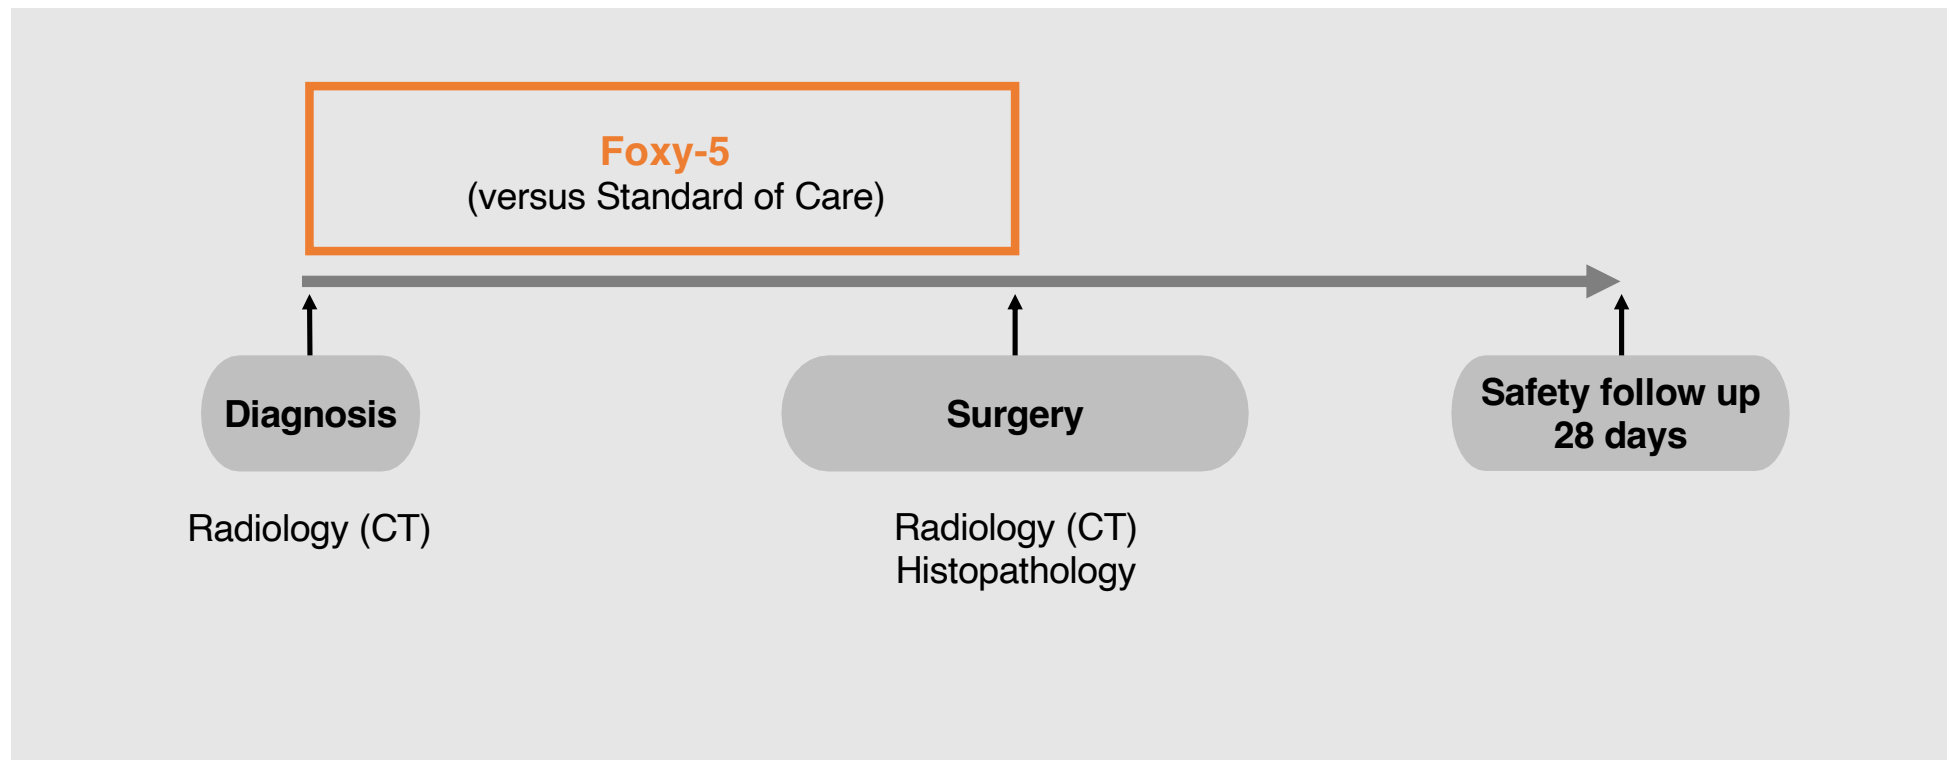 Foxy-5
(versus Standard of Care)
Diagnosis
Surgery
Safety follow up
28 days
Radiology (CT)
Radiology (CT)
Histopathology